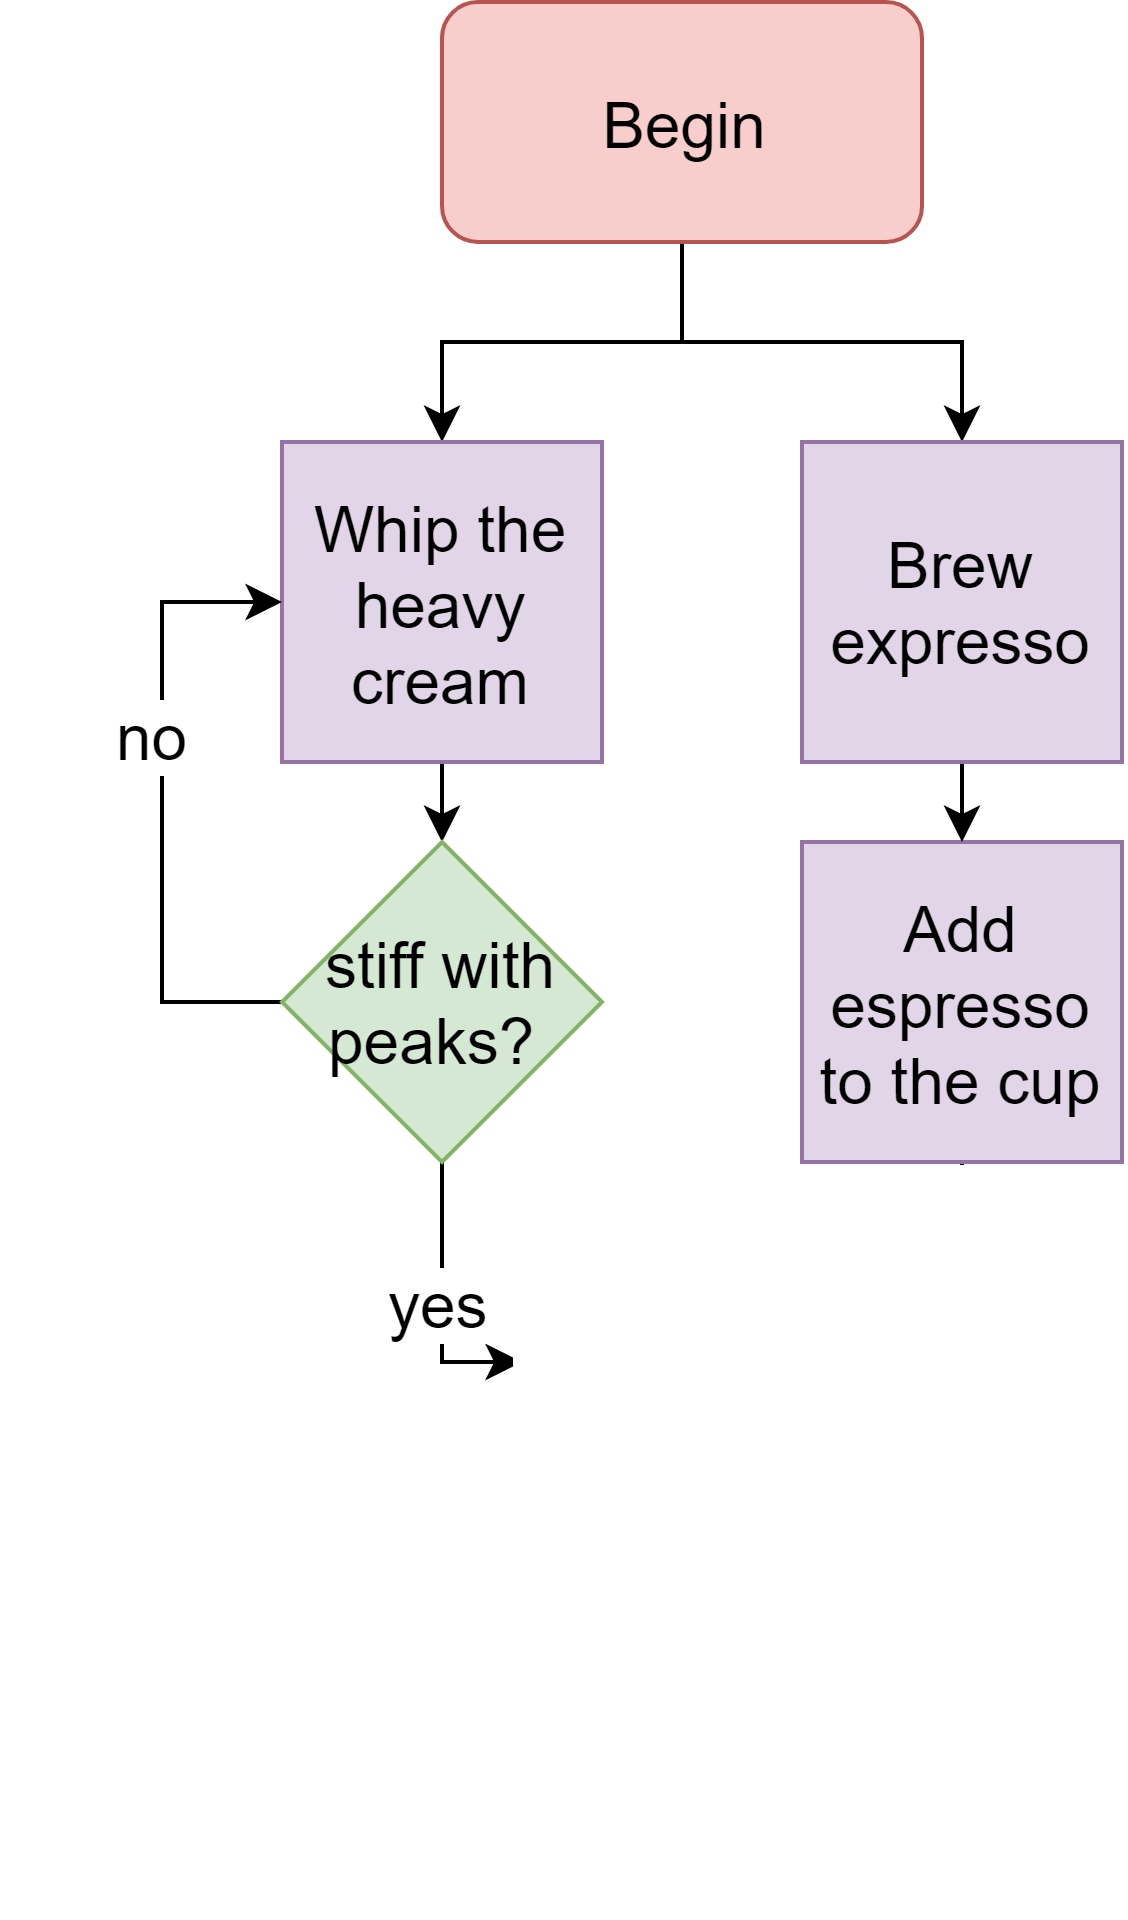 Begin
Whip the
heavy
cream
Brew
expresso
no
stiff with
peaks?
Add
espresso
to the cup
yes